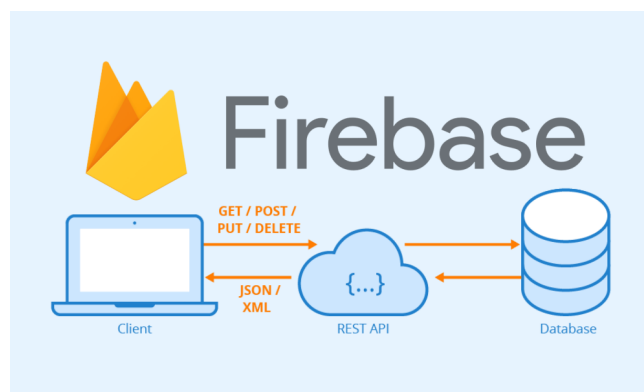 Firebase
GET / POST /
PUT / DELETE
{...}
JSON /
XML
Client
REST API
Database